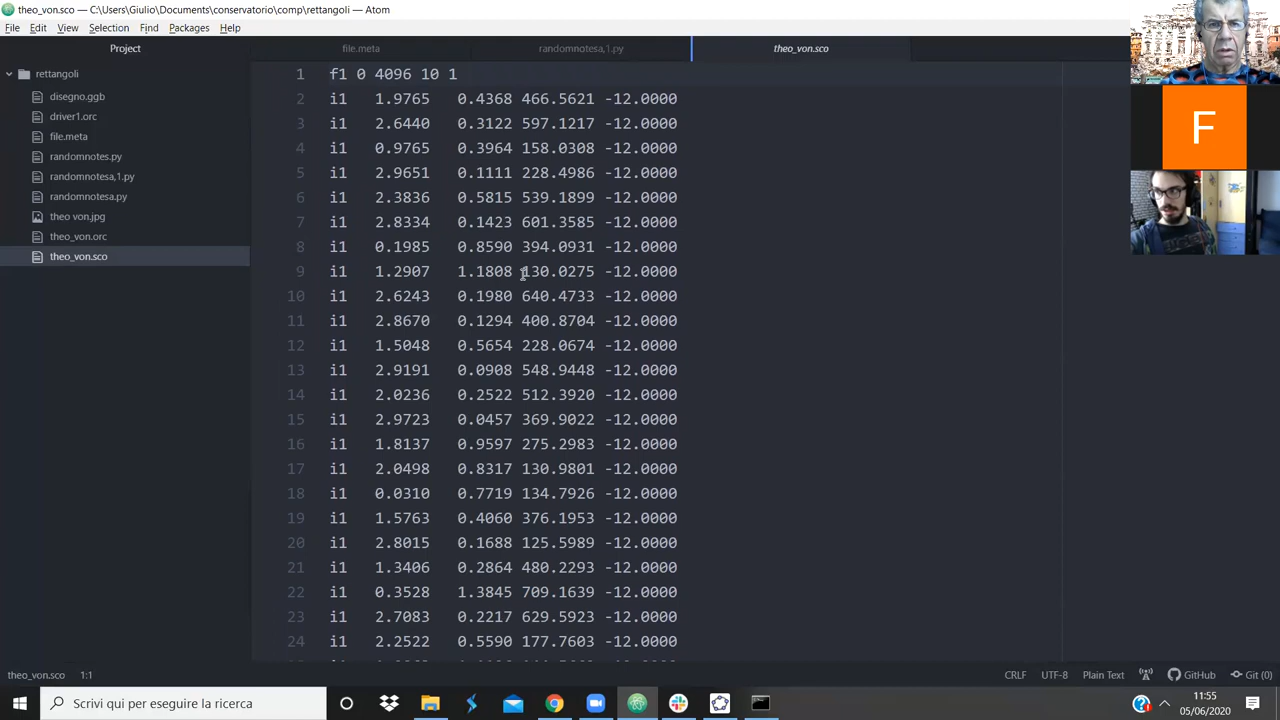 theo_von.sco — C:\Users\Giulio\Documents\conservatorio\comp\rettangoli — Atom
File Edit View Selection Find Packages Help
Project
file.meta
randomnotesa,1.py
theo_von.sco
rettangoli
disegno.ggb
driver1.orc
file.meta
randomnotes.py
randomnotesa,1.py
randomnotesa.py
theo von.jpg
theo_von.orc
theo_von.sco
1 f1 0 4096 10 1
2 i1 1.9765 0.4368 466.5621 -12.0000
3 i1 2.6440 0.3122 597.1217 -12.0000
4 i1 0.9765 0.3964 158.0308 -12.0000
5 i1 2.9651 0.1111 228.4986 -12.0000
6 i1 2.3836 0.5815 539.1899 -12.0000
7 i1 2.8334 0.1423 601.3585 -12.0000
8 i1 0.1985 0.8590 394.0931 -12.0000
9 i1 1.2907 1.1808 130.0275 -12.0000
10 i1 2.6243 0.1980 640.4733 -12.0000
11 i1 2.8670 0.1294 400.8704 -12.0000
12 i1 1.5048 0.5654 228.0674 -12.0000
13 i1 2.9191 0.0908 548.9448 -12.0000
14 i1 2.0236 0.2522 512.3920 -12.0000
15 i1 2.9723 0.0457 369.9022 -12.0000
16 i1 1.8137 0.9597 275.2983 -12.0000
17 i1 2.0498 0.8317 130.9801 -12.0000
18 i1 0.0310 0.7719 134.7926 -12.0000
19 i1 1.5763 0.4060 376.1953 -12.0000
20 i1 2.8015 0.1688 125.5989 -12.0000
21 i1 1.3406 0.2864 480.2293 -12.0000
22 i1 0.3528 1.3845 709.1639 -12.0000
23 i1 2.7083 0.2217 629.5923 -12.0000
24 i1 2.2522 0.5590 177.7603 -12.0000
F
theo_von.sco 1:1
CRLF UTF-8 Plain Text GitHub Git (0)
Scrivi qui per eseguire la ricerca
11:55
05/06/2020